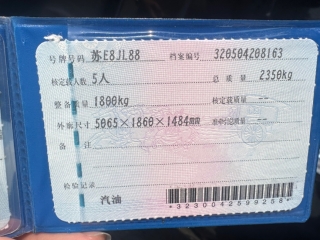 号牌号码 苏E8JL88 档案编号 320504208163
核定载人数 5人 总质量 2350kg
整备质量 1800kg 核定载质量 --
外廓尺寸 5065×1860×1484mm 准牵引总质量 --
备注
检验记录
汽油
*3230042599258*